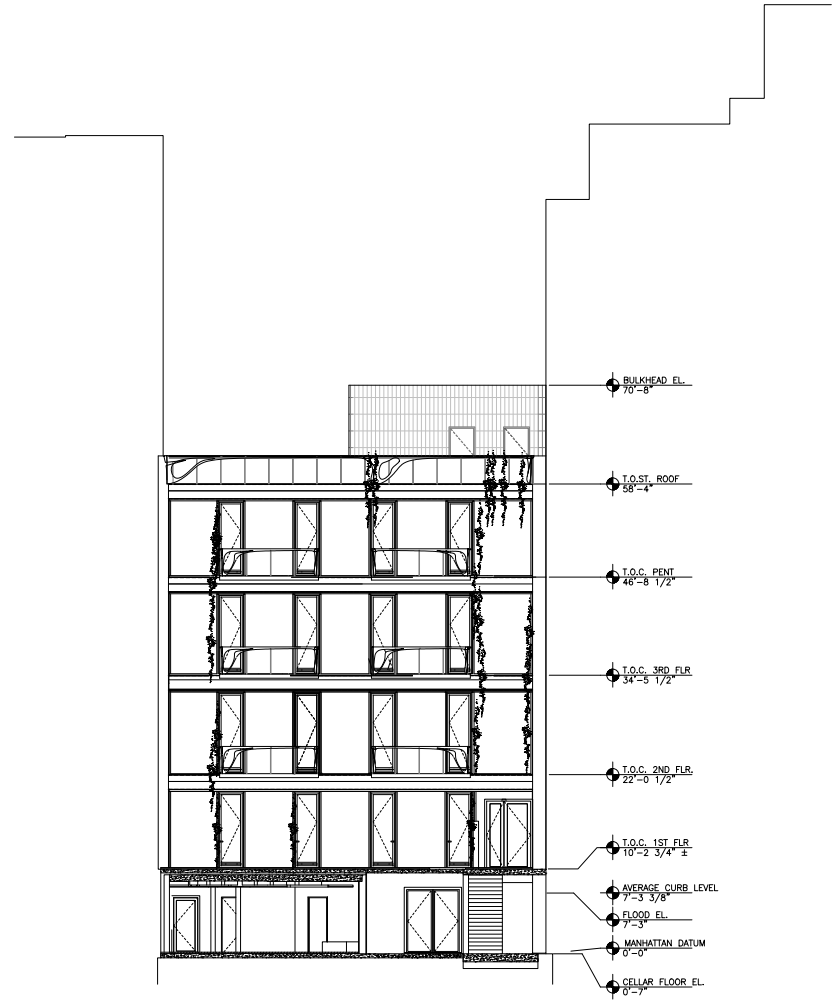 BULKHEAD EL.
70'-8"
T.O.ST. ROOF
58'-4"
T.O.C. PENT
46'-8 1/2"
T.O.C. 3RD FLR
34'-5 1/2"
T.O.C. 2ND FLR.
22'-0 1/2"
T.O.C. 1ST FLR
10'-2 3/4" ±
AVERAGE CURB LEVEL
7'-3 3/8"
FLOOD EL.
7'-3"
MANHATTAN DATUM
0'-0"
CELLAR FLOOR EL.
0'-7"